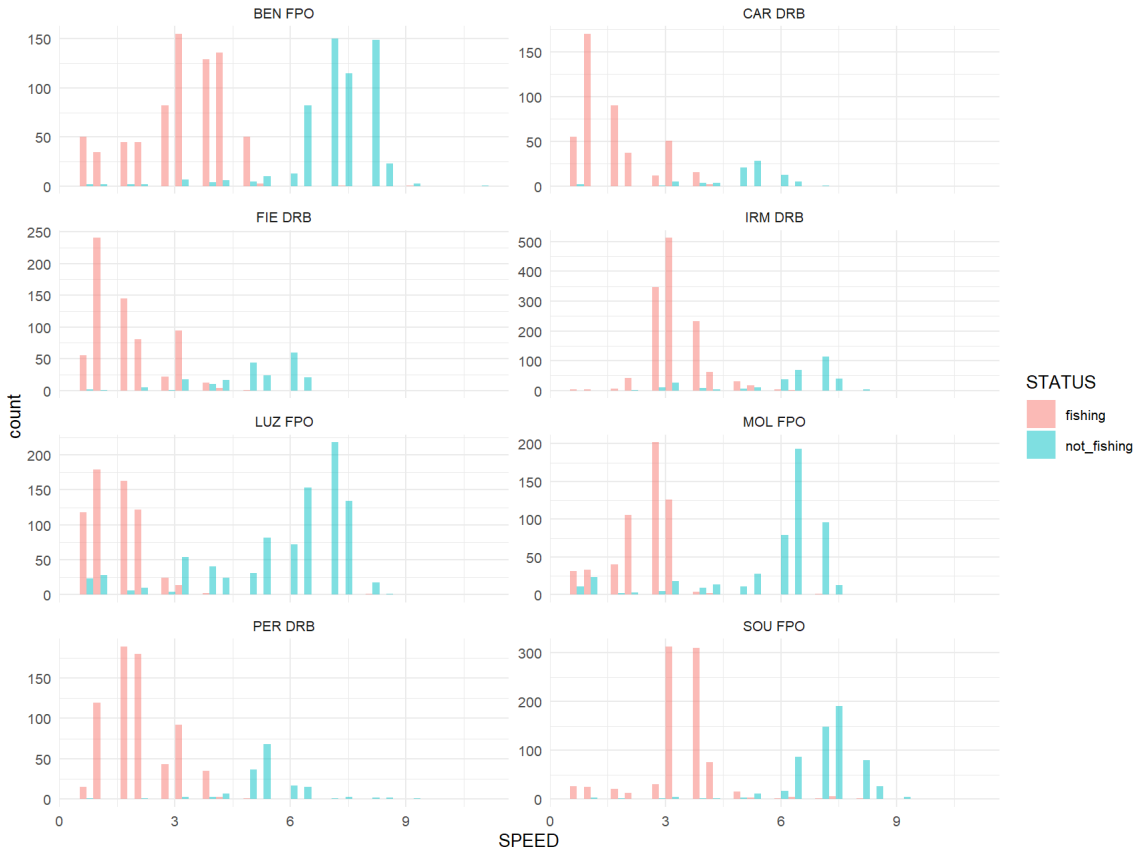 BEN FPO
CAR DRB
150
100
50
0
150
100
50
0
FIE DRB
IRM DRB
250
200
150
100
50
0
500
400
300
200
100
0
LUZ FPO
MOL FPO
200
150
100
50
0
200
150
100
50
0
PER DRB
SOU FPO
150
100
50
0
300
200
100
0
0 3 6 9
0 3 6 9
SPEED
count
STATUS
fishing
not_fishing